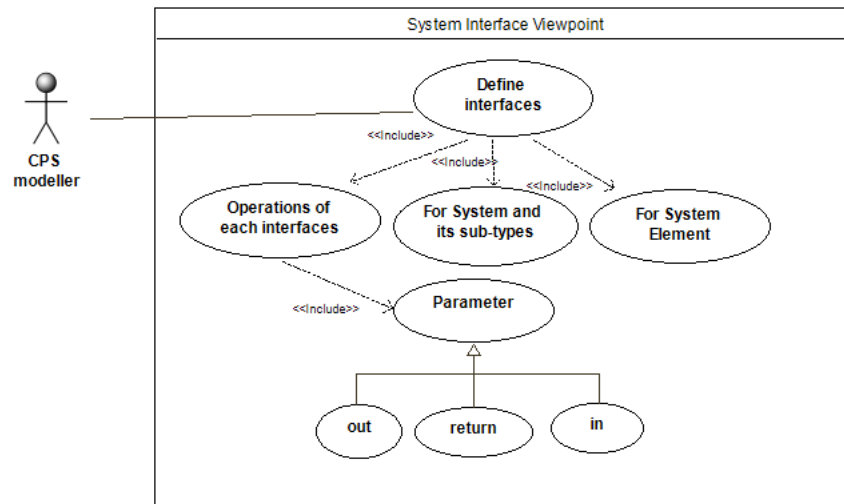 System Interface Viewpoint
Define
interfaces
CPS
modeller
<<Include>>
<<Include>>
<<Include>>
Operations of
each interfaces
For System and
its sub-types
For System
Element
<<Include>>
Parameter
out
return
in